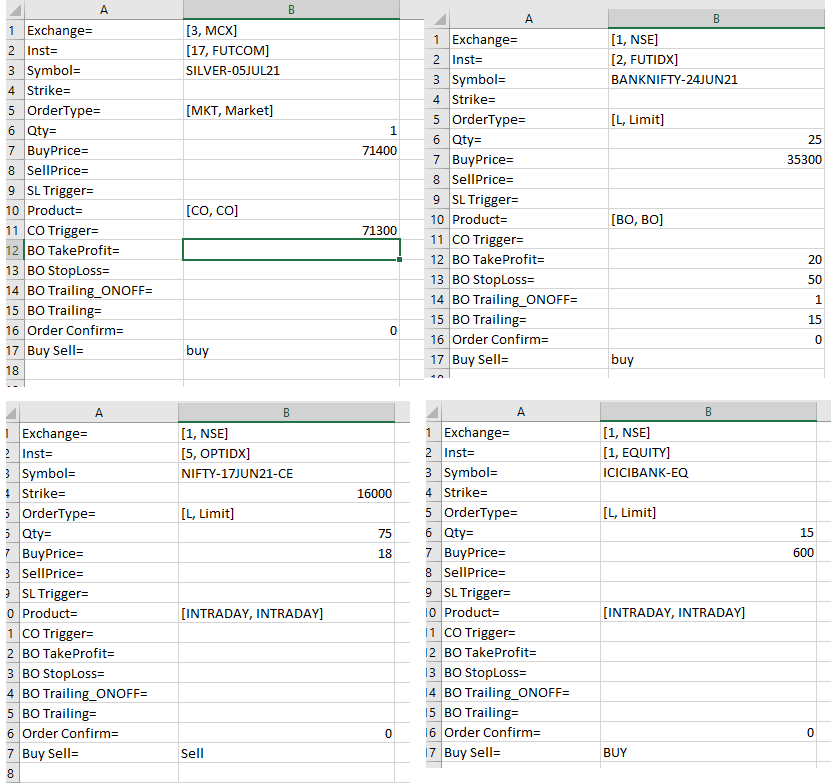 A B
1 Exchange= [3, MCX]
2 Inst= [17, FUTCOM]
3 Symbol= SILVER-05JUL21
4 Strike=
5 OrderType= [MKT, Market]
6 Qty= 1
7 BuyPrice= 71400
8 SellPrice=
9 SL Trigger=
10 Product= [CO, CO]
11 CO Trigger= 71300
12 BO TakeProfit=
13 BO StopLoss=
14 BO Trailing_ONOFF=
15 BO Trailing=
16 Order Confirm= 0
17 Buy Sell= buy
18
A B
1 Exchange= [1, NSE]
2 Inst= [2, FUTIDX]
3 Symbol= BANKNIFTY-24JUN21
4 Strike=
5 OrderType= [L, Limit]
6 Qty= 25
7 BuyPrice= 35300
8 SellPrice=
9 SL Trigger=
10 Product= [BO, BO]
11 CO Trigger=
12 BO TakeProfit= 20
13 BO StopLoss= 50
14 BO Trailing_ONOFF= 1
15 BO Trailing= 15
16 Order Confirm= 0
17 Buy Sell= buy
A B
1 Exchange= [1, NSE]
2 Inst= [5, OPTIDX]
3 Symbol= NIFTY-17JUN21-CE
4 Strike= 16000
5 OrderType= [L, Limit]
Qty= 75
7 BuyPrice= 18
SellPrice=
SL Trigger=
0 Product= [INTRADAY, INTRADAY]
1 CO Trigger=
2 BO TakeProfit=
3 BO StopLoss=
4 BO Trailing_ONOFF=
5 BO Trailing=
6 Order Confirm= 0
7 Buy Sell= Sell
8
A B
1 Exchange= [1, NSE]
2 Inst= [1, EQUITY]
3 Symbol= ICICIBANK-EQ
4 Strike=
5 OrderType= [L, Limit]
6 Qty= 15
7 BuyPrice= 600
8 SellPrice=
9 SL Trigger=
10 Product= [INTRADAY, INTRADAY]
11 CO Trigger=
12 BO TakeProfit=
13 BO StopLoss=
14 BO Trailing_ONOFF=
15 BO Trailing=
16 Order Confirm= 0
17 Buy Sell= BUY